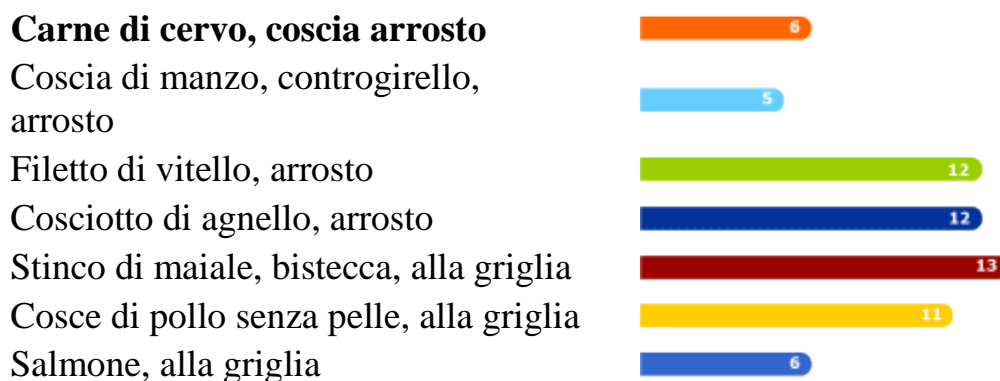 Carne di cervo, coscia arrosto 6
Coscia di manzo, controgirello,
arrosto 5
Filetto di vitello, arrosto 12
Cosciotto di agnello, arrosto 12
Stinco di maiale, bistecca, alla griglia 13
Cosce di pollo senza pelle, alla griglia 11
Salmone, alla griglia 6